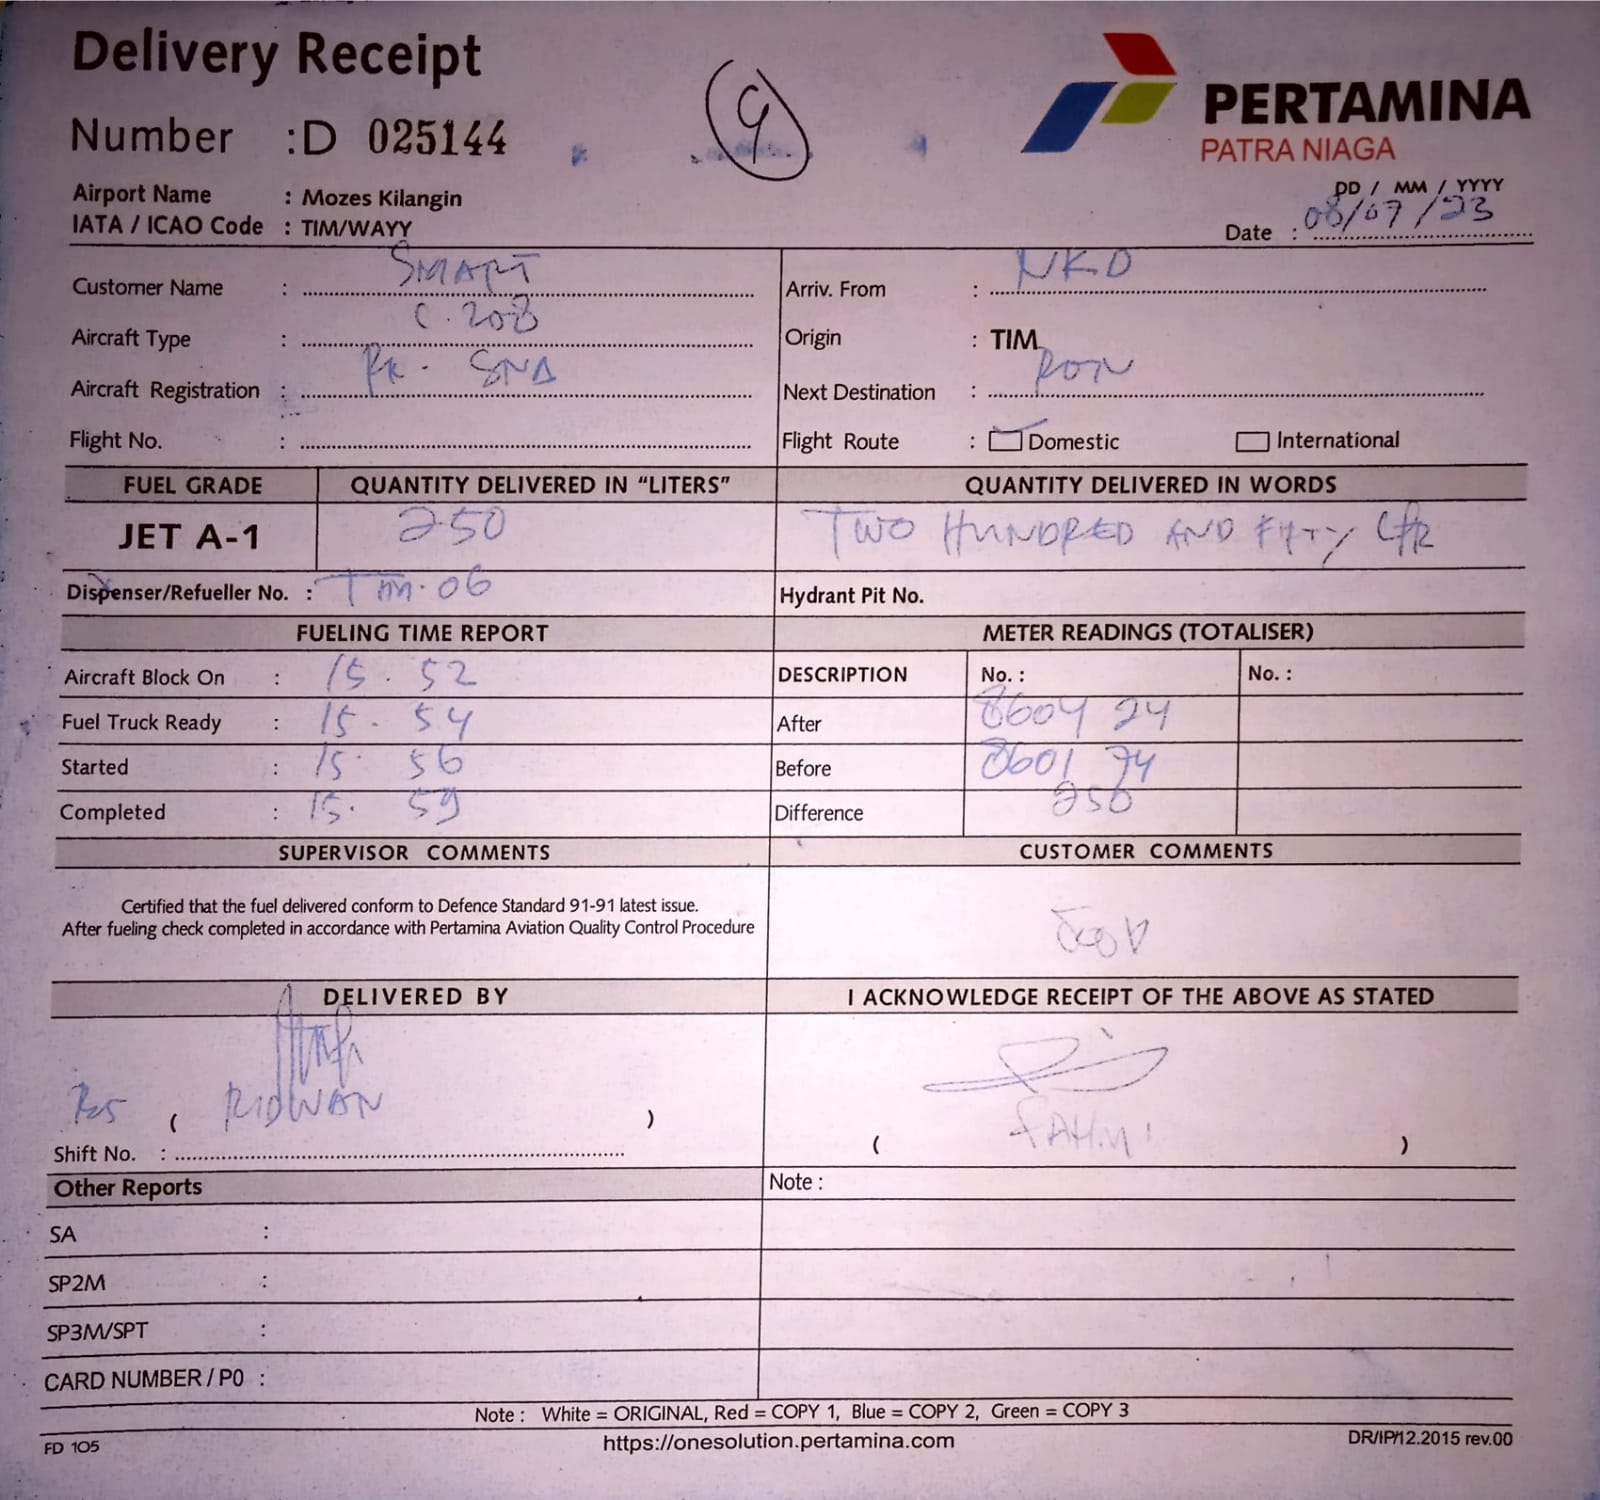 Delivery Receipt
Number : D 025144
9
PERTAMINA
PATRA NIAGA
Airport Name : Mozes Kilangin
IATA / ICAO Code : TIM/WAYY
DD / MM / YYYY
Date : 08/07/23
Customer Name : SMART
Arriv. From : NKD
Aircraft Type : C.208
Origin : TIM
Aircraft Registration : PK-SNA
Next Destination : RON
Flight No. :
Flight Route : Domestic International
FUEL GRADE QUANTITY DELIVERED IN “LITERS” QUANTITY DELIVERED IN WORDS
JET A-1 250 TWO HUNDRED AND FIFTY LTR
Dispenser/Refueller No. : TIM.06 Hydrant Pit No.
FUELING TIME REPORT METER READINGS (TOTALISER)
Aircraft Block On : 15.52 DESCRIPTION No. : No. :
Fuel Truck Ready : 15.54 After 8604 24
Started : 15.56 Before 8601 74
Completed : 15.59 Difference 250
SUPERVISOR COMMENTS CUSTOMER COMMENTS
Certified that the fuel delivered conform to Defence Standard 91-91 latest issue.
After fueling check completed in accordance with Pertamina Aviation Quality Control Procedure
DELIVERED BY I ACKNOWLEDGE RECEIPT OF THE ABOVE AS STATED
( RIDWAN )
( FAHMI )
Shift No. :
Other Reports Note :
SA :
SP2M :
SP3M/SPT :
CARD NUMBER / P0 :
Note : White = ORIGINAL, Red = COPY 1, Blue = COPY 2, Green = COPY 3
FD 105 https://onesolution.pertamina.com DR/IP/12.2015 rev.00